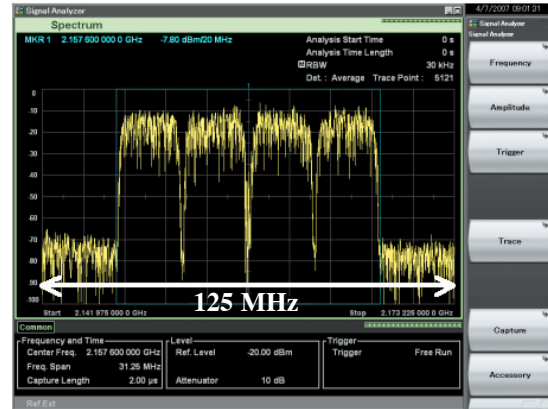 Signal Analyzer
4/7/2007 09:01:31
Spectrum
Signal Analyzer
Signal Analyzer
MKR 1 2.157 600 000 0 GHz -7.80 dBm/20 MHz
Analysis Start Time 0 s
Analysis Time Length 0 s
RBW 30 kHz
Det. : Average Trace Point : 5121
Frequency
Amplitude
Trigger
Trace
Capture
Accessory
0
-10
-20
-30
-40
-50
-60
-70
-80
-90
-100
125 MHz
Start 2.141 975 000 0 GHz
Stop 2.173 225 000 0 GHz
Common
Frequency and Time
Center Freq. 2.157 600 000 GHz
Freq. Span 31.25 MHz
Capture Length 2.00 µs
Level
Ref. Level -20.00 dBm
Attenuator 10 dB
Trigger
Trigger Free Run
Ref.Ext